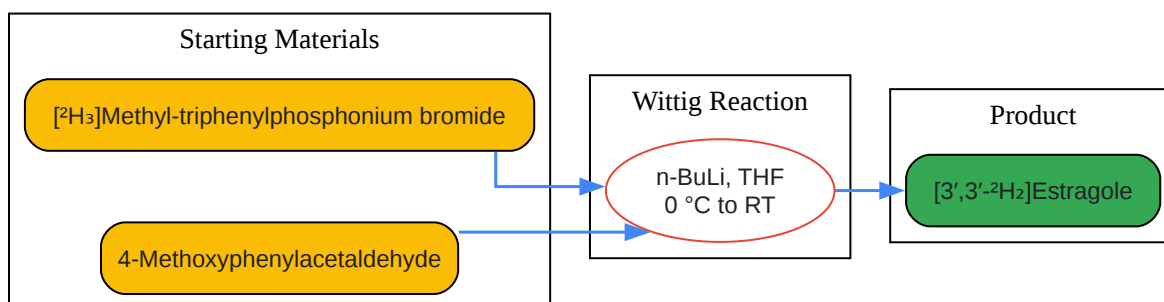 Starting Materials
[²H₃]Methyl-triphenylphosphonium bromide
4-Methoxyphenylacetaldehyde
Wittig Reaction
n-BuLi, THF
0 °C to RT
Product
[3′,3′-²H₂]Estragole